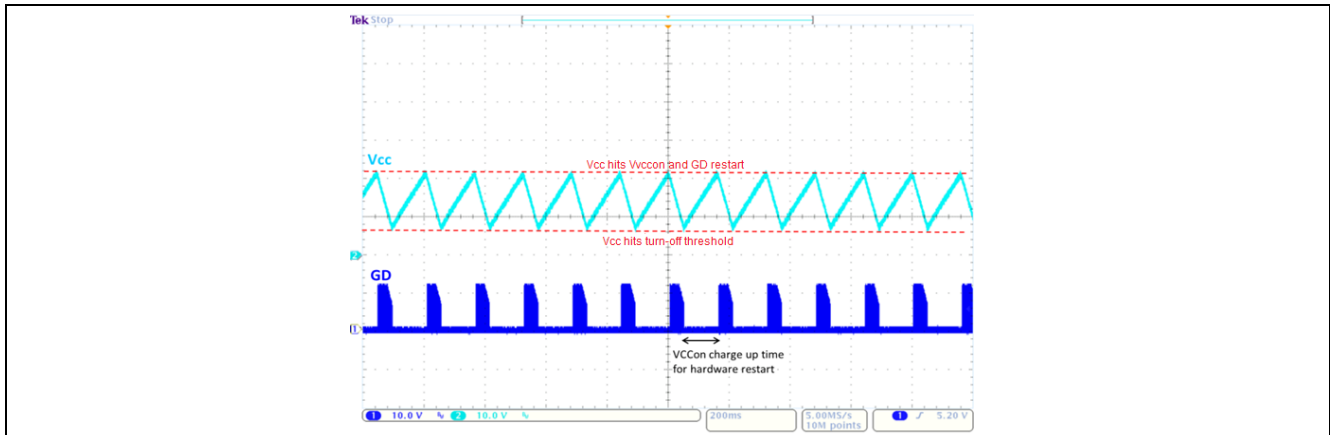 Tek Stop
Vcc
Vcc hits Vvccon and GD restart
Vcc hits turn-off threshold
2
GD
1
VCCon charge up time
for hardware restart
1 10.0 V 2 10.0 V
200ms
5.00MS/s
10M points
1 5.20 V